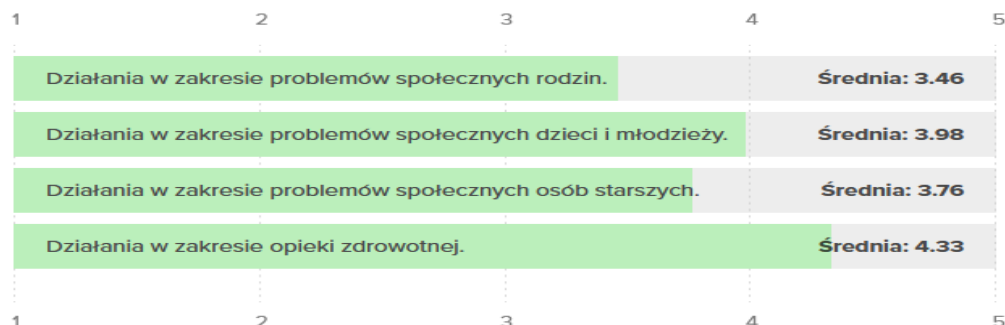 1 2 3 4 5
Działania w zakresie problemów społecznych rodzin. Średnia: 3.46
Działania w zakresie problemów społecznych dzieci i młodzieży. Średnia: 3.98
Działania w zakresie problemów społecznych osób starszych. Średnia: 3.76
Działania w zakresie opieki zdrowotnej. Średnia: 4.33
1 2 3 4 5